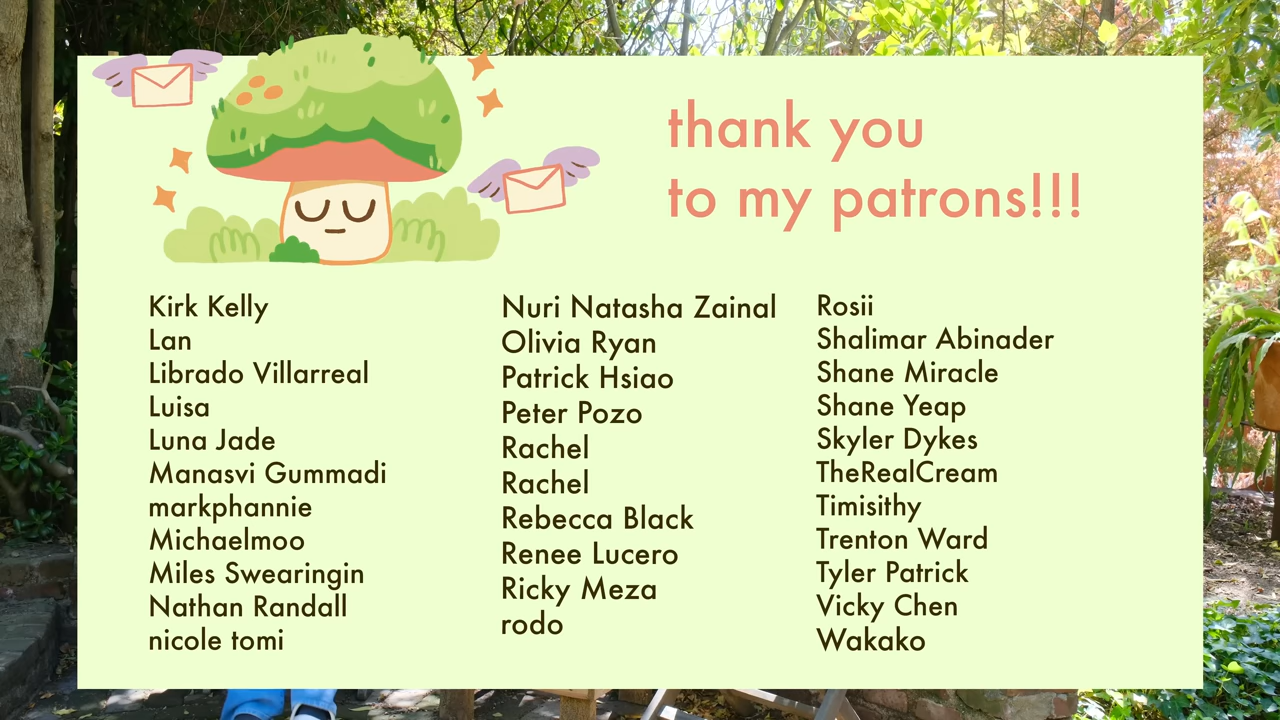 thank you
to my patrons!!!
Kirk Kelly
Lan
Librado Villarreal
Luisa
Luna Jade
Manasvi Gummadi
markphannie
Michaelmoo
Miles Swearingin
Nathan Randall
nicole tomi
Nuri Natasha Zainal
Olivia Ryan
Patrick Hsiao
Peter Pozo
Rachel
Rachel
Rebecca Black
Renee Lucero
Ricky Meza
rodo
Rosii
Shalimar Abinader
Shane Miracle
Shane Yeap
Skyler Dykes
TheRealCream
Timisithy
Trenton Ward
Tyler Patrick
Vicky Chen
Wakako